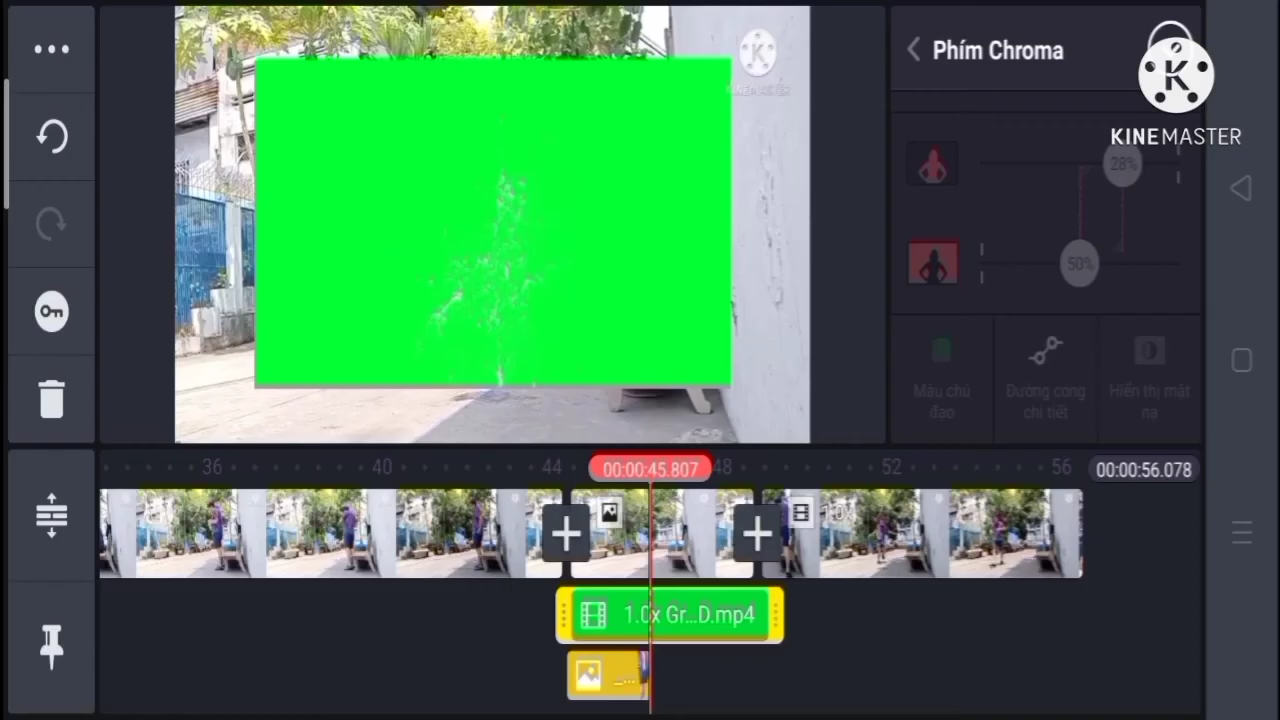 Phím Chroma
KINEMASTER
KINEMASTER
28%
50%
Màu chủ
đạo
Đường cong
chi tiết
Hiển thị mặt
nạ
36
40
44
00:00:45.807
48
52
56
00:00:56.078
1.0x Gr...D.mp4